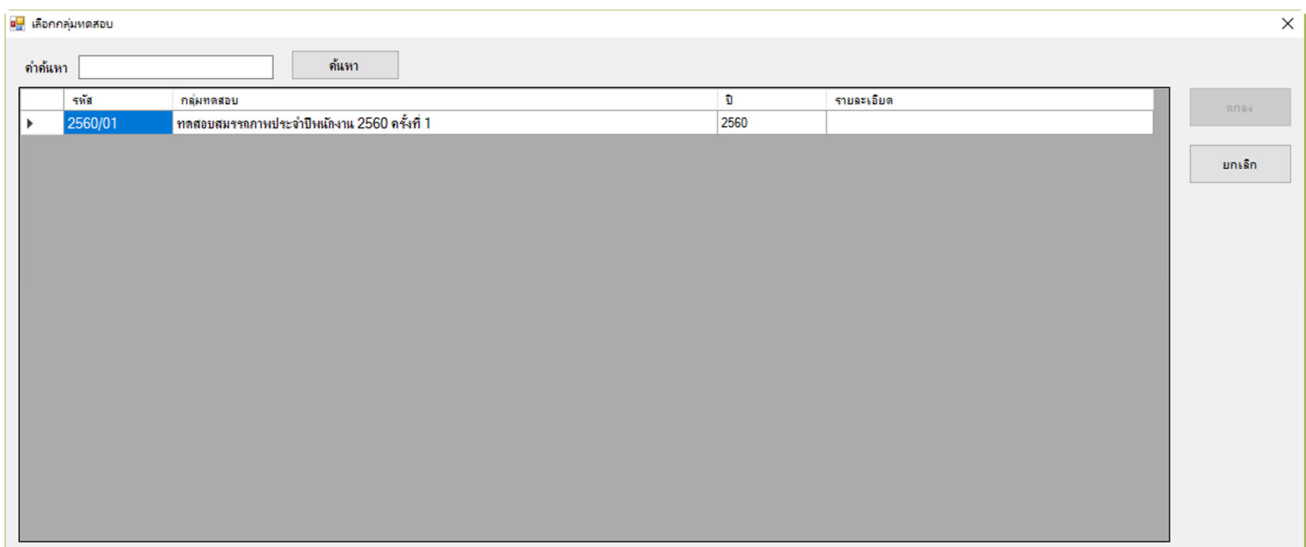 เลือกกลุ่มทดสอบ
คำค้นหา ค้นหา
รหัส กลุ่มทดสอบ ปี รายละเอียด
2560/01 ทดสอบสมรรถภาพประจำปีพนักงาน 2560 ครั้งที่ 1 2560
ตกลง
ยกเลิก